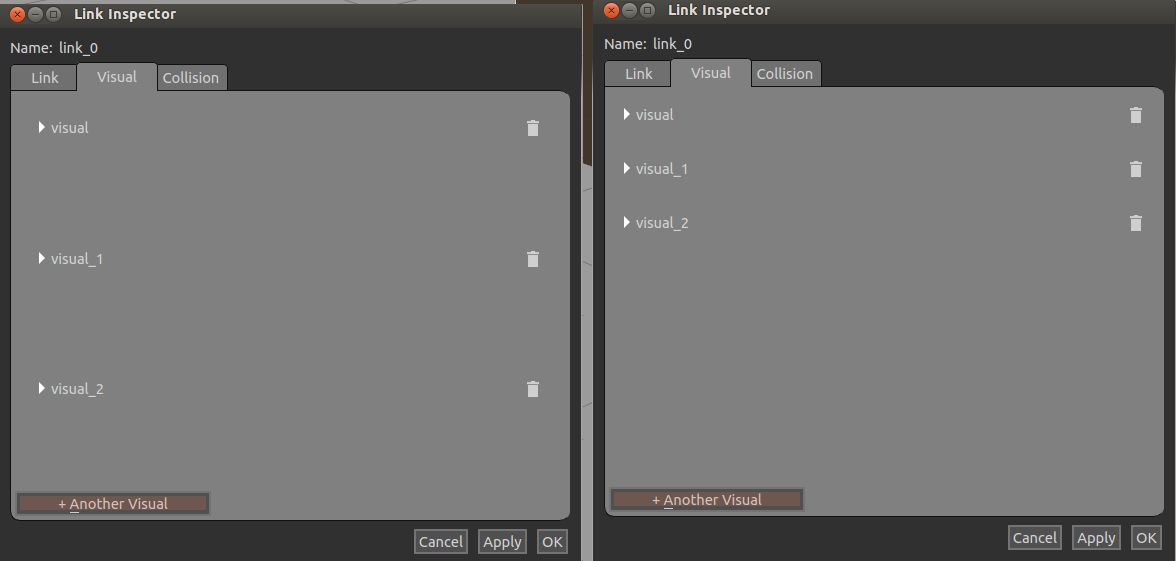 Link Inspector
Name: link_0
Link Visual Collision
visual
visual_1
visual_2
+ Another Visual
Cancel Apply OK
Link Inspector
Name: link_0
Link Visual Collision
visual
visual_1
visual_2
+ Another Visual
Cancel Apply OK